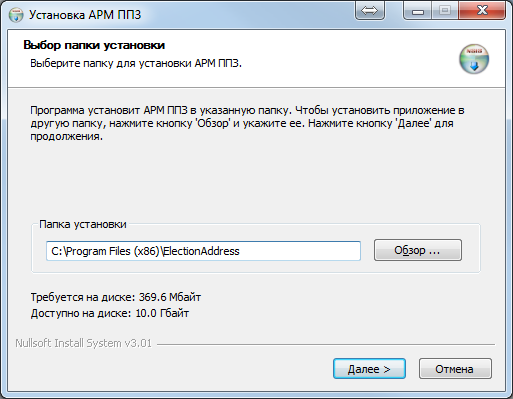 Установка АРМ ППЗ
Выбор папки установки
Выберите папку для установки АРМ ППЗ.
Программа установит АРМ ППЗ в указанную папку. Чтобы установить приложение в
другую папку, нажмите кнопку 'Обзор' и укажите ее. Нажмите кнопку 'Далее' для
продолжения.
Папка установки
C:\Program Files (x86)\ElectionAddress
Обзор ...
Требуется на диске: 369.6 Мбайт
Доступно на диске: 10.0 Гбайт
Nullsoft Install System v3.01
Далее >
Отмена